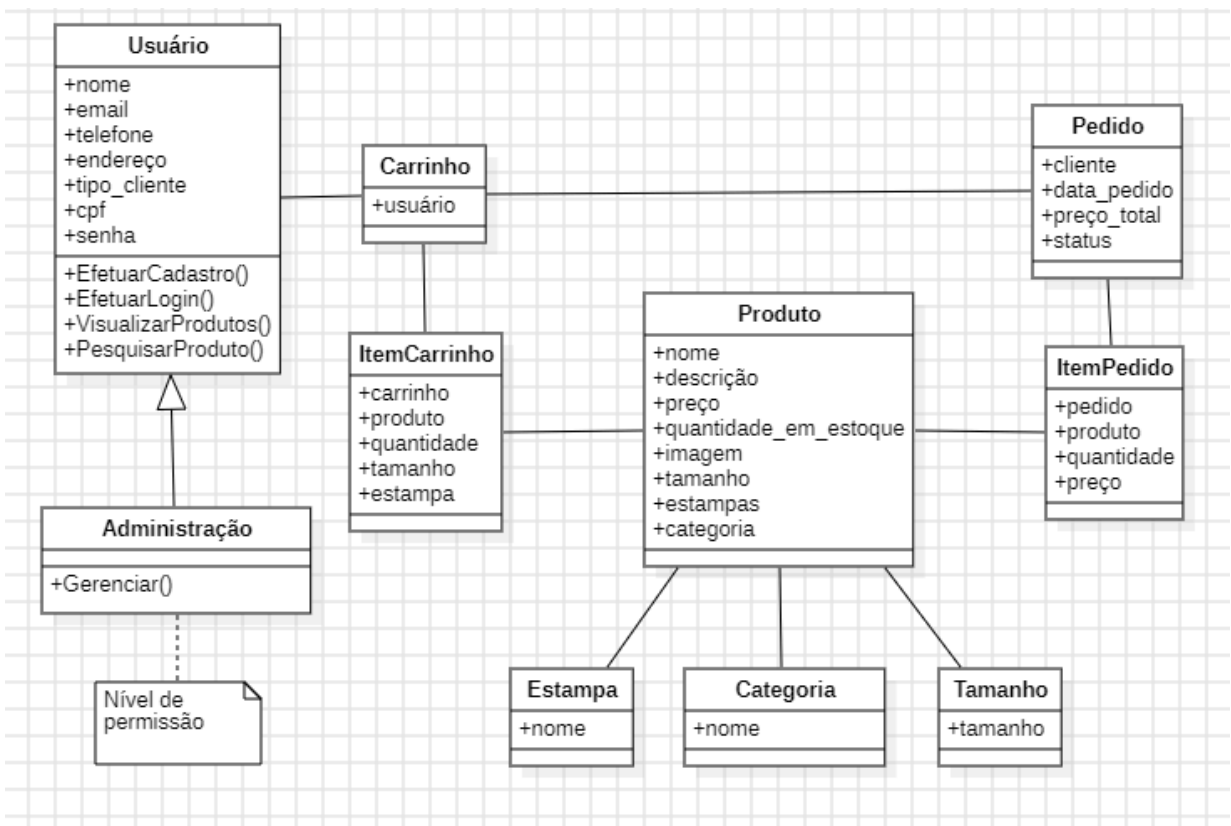 Usuário
+nome
+email
+telefone
+endereço
+tipo_cliente
+cpf
+senha
+EfetuarCadastro()
+EfetuarLogin()
+VisualizarProdutos()
+PesquisarProduto()
Carrinho
+usuário
Pedido
+cliente
+data_pedido
+preço_total
+status
ItemCarrinho
+carrinho
+produto
+quantidade
+tamanho
+estampa
Produto
+nome
+descrição
+preço
+quantidade_em_estoque
+imagem
+tamanho
+estampas
+categoria
ItemPedido
+pedido
+produto
+quantidade
+preço
Administração
+Gerenciar()
Nível de
permissão
Estampa
+nome
Categoria
+nome
Tamanho
+tamanho